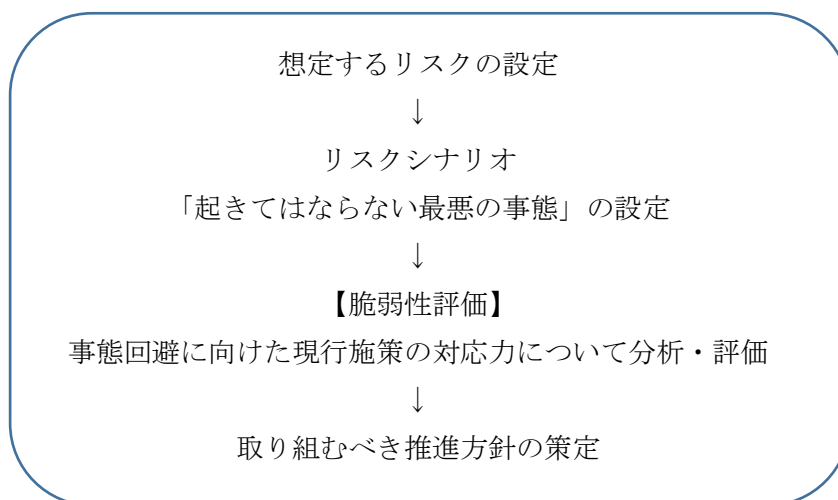 想定するリスクの設定
↓
リスクシナリオ
「起きてはならない最悪の事態」の設定
↓
【脆弱性評価】
事態回避に向けた現行施策の対応力について分析・評価
↓
取り組むべき推進方針の策定